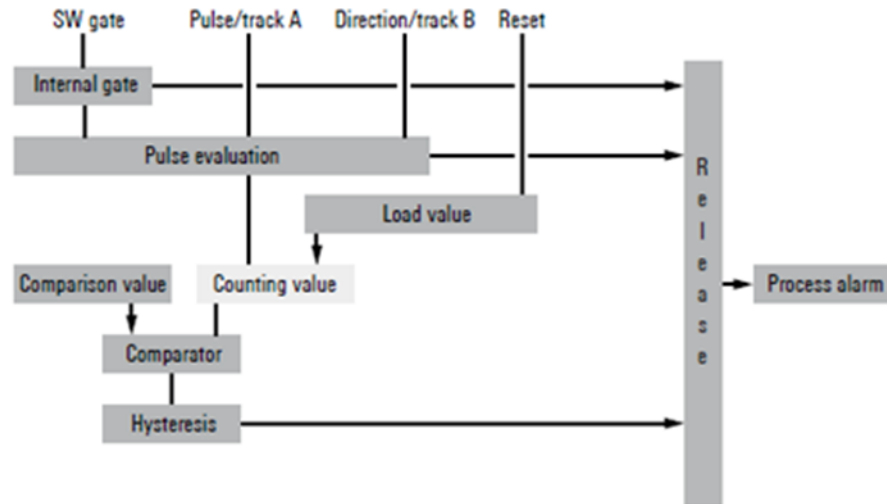 SW gate
Pulse/track A
Direction/track B
Reset
Internal gate
Pulse evaluation
Load value
Comparison value
Counting value
Comparator
Hysteresis
Release
Process alarm